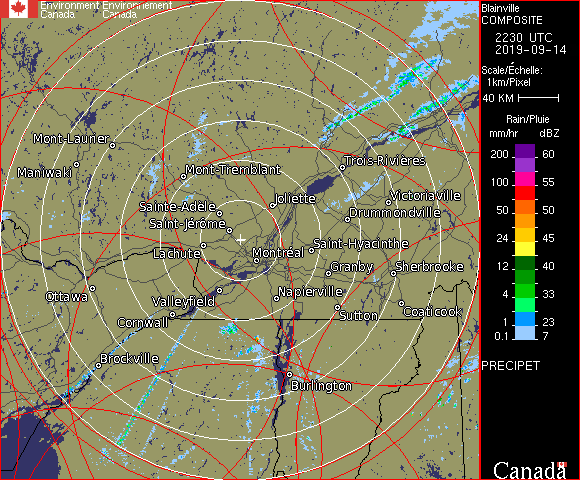 Environment Environnement
Canada Canada
Blainville
COMPOSITE
2230 UTC
2019-09-14
Scale/Échelle:
1km/Pixel
40 KM
Rain/Pluie
mm/hr dBZ
200 60
100 55
50 50
24 45
12 40
4 33
1 23
0.1 7
PRECIPET
Canada
Mont-Laurier
Maniwaki
Mont-Tremblant
Trois-Rivières
Joliette
Victoriaville
Sainte-Adèle
Drummondville
Saint-Jérôme
Saint-Hyacinthe
Lachute
Montréal
Granby
Sherbrooke
Ottawa
Valleyfield
Napierville
Coaticook
Cornwall
Sutton
Brockville
Burlington